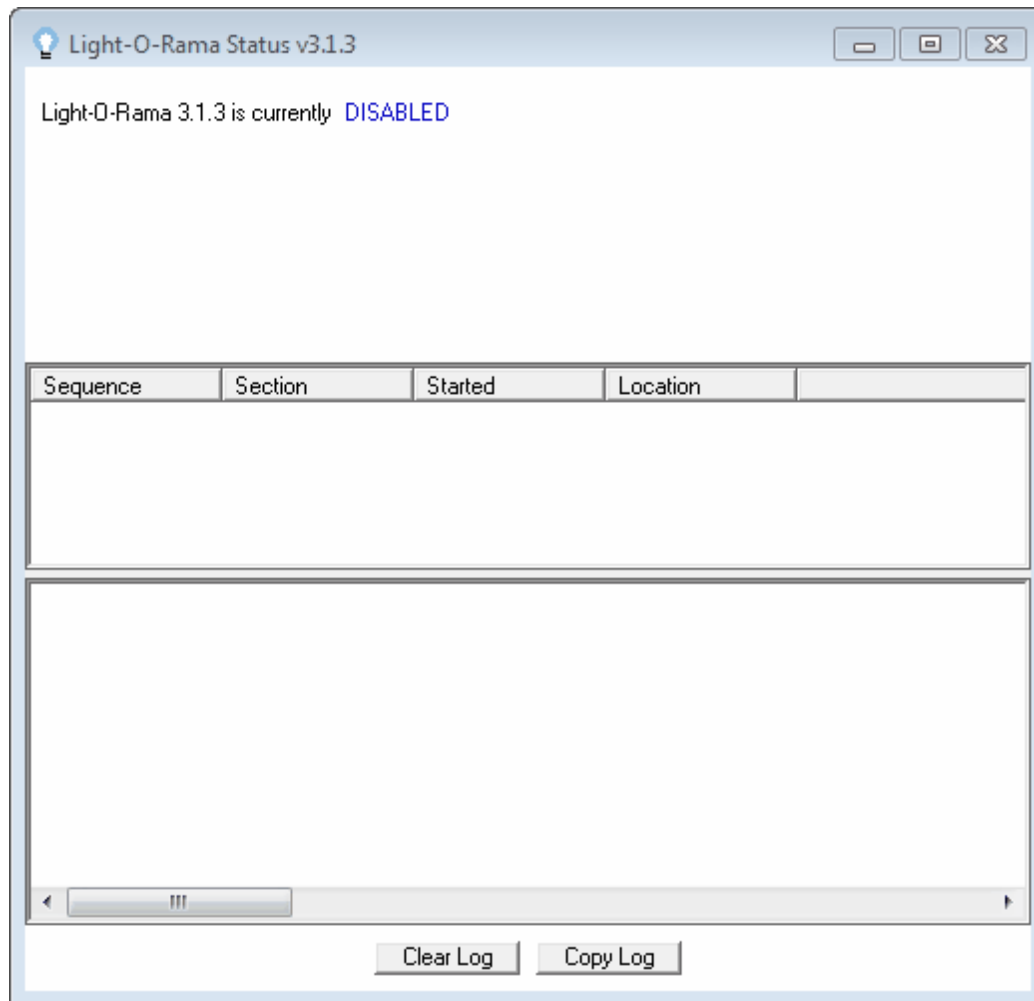 Light-O-Rama Status v3.1.3
Light-O-Rama 3.1.3 is currently DISABLED
Sequence Section Started Location
Clear Log Copy Log